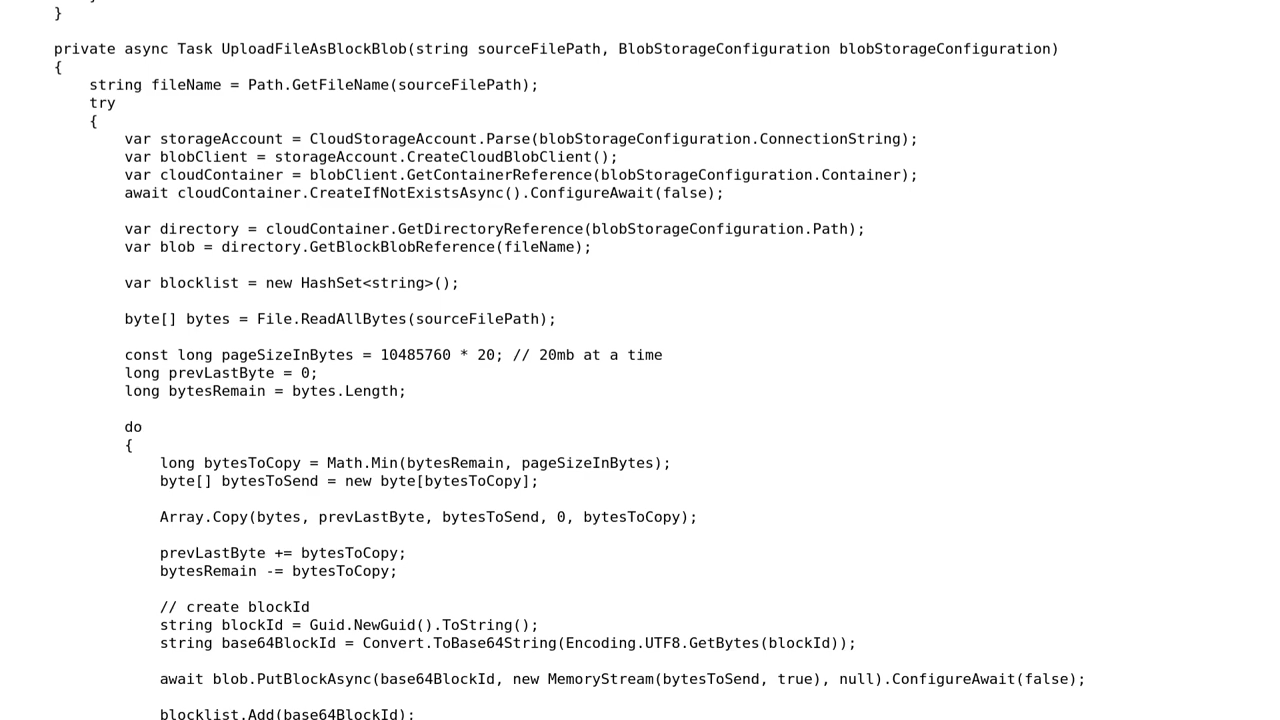 }
private async Task UploadFileAsBlockBlob(string sourceFilePath, BlobStorageConfiguration blobStorageConfiguration)
{
string fileName = Path.GetFileName(sourceFilePath);
try
{
var storageAccount = CloudStorageAccount.Parse(blobStorageConfiguration.ConnectionString);
var blobClient = storageAccount.CreateCloudBlobClient();
var cloudContainer = blobClient.GetContainerReference(blobStorageConfiguration.Container);
await cloudContainer.CreateIfNotExistsAsync().ConfigureAwait(false);
var directory = cloudContainer.GetDirectoryReference(blobStorageConfiguration.Path);
var blob = directory.GetBlockBlobReference(fileName);
var blocklist = new HashSet<string>();
byte[] bytes = File.ReadAllBytes(sourceFilePath);
const long pageSizeInBytes = 10485760 * 20; // 20mb at a time
long prevLastByte = 0;
long bytesRemain = bytes.Length;
do
{
long bytesToCopy = Math.Min(bytesRemain, pageSizeInBytes);
byte[] bytesToSend = new byte[bytesToCopy];
Array.Copy(bytes, prevLastByte, bytesToSend, 0, bytesToCopy);
prevLastByte += bytesToCopy;
bytesRemain -= bytesToCopy;
// create blockId
string blockId = Guid.NewGuid().ToString();
string base64BlockId = Convert.ToBase64String(Encoding.UTF8.GetBytes(blockId));
await blob.PutBlockAsync(base64BlockId, new MemoryStream(bytesToSend, true), null).ConfigureAwait(false);
blocklist.Add(base64BlockId);